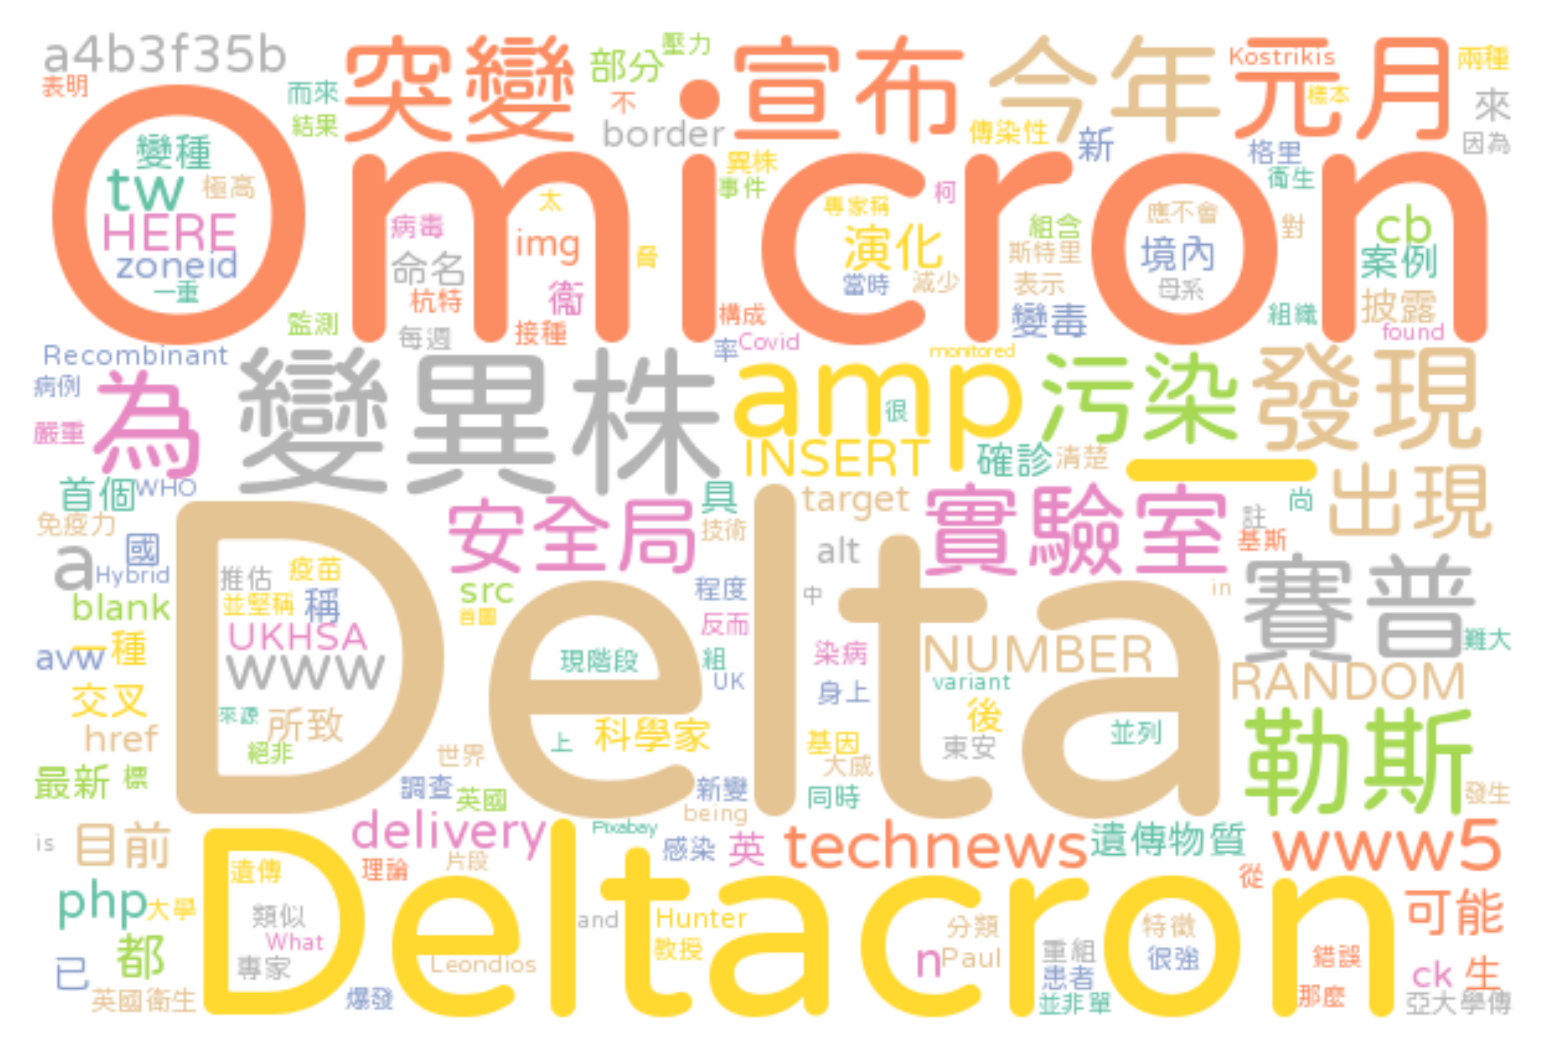 a4b3f35b 突變 部分 壓力 宣布 今年 元月 Kostrikis 兩種
表明 而來 不 樣本 來
結果 border 傳染性 新 因為
Omicron
變種 異株 格里
tw 極高 事件 柯 衛生
HERE 病毒 太 專家稱 組合 應不會 對 cb
zoneid 命名 img 脅 演化 斯特里 境內 案例
一重 杭特 衞 當時 減少 表示 母系 披露
監測 每週 接種 構成 變毒 組織 found
Recombinant 率 Covid monitored
病例 為 變異株 amp 污染 發現
嚴重 很
INSERT 確診 清楚 _
首個 WHO 具 target 尚 出現
免疫力 安全局 技術 實驗室 註
a 國 alt 基斯
Hybrid
Delta
推估 疫苗 src 程度 中 in 賽普
blank 並堅稱 稱 首圖 反而
一種 UKHSA 染病 NUMBER 難大
avw www 現階段 組 UK 身上 variant RANDOM
交叉 來源 所致 科學家 後
href 絕非 上 基因 東安 並列 勒斯
世界 大威
最新 標 調查 英國 新變 同時 發生
being
is 目前 delivery Pixabay 感染 英 technews 遺傳物質 www5
遺傳 理論 片段 從
Deltacron
php 大學 類似 and Hunter 分類 特徵 可能
都 What 教授 n Paul 重組 很強 錯誤
已 專家 Leondios 患者 ck 生
英國衛生 爆發 並非單 那麼 亞大學傳